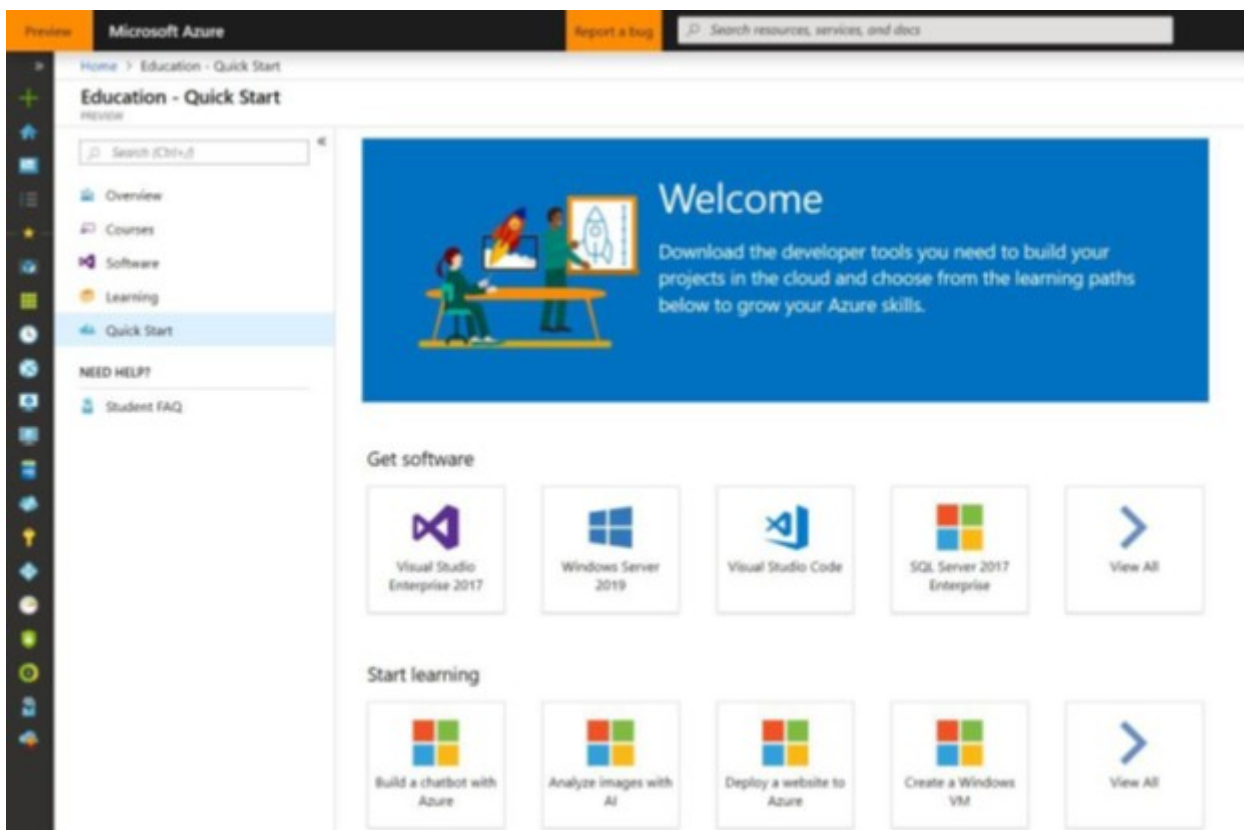 Preview
Microsoft Azure
Report a bug
Search resources, services, and docs
Home > Education - Quick Start
Education - Quick Start
PREVIEW
Search (Ctrl+/)
Overview
Courses
Software
Learning
Quick Start
NEED HELP?
Student FAQ
Welcome
Download the developer tools you need to build your
projects in the cloud and choose from the learning paths
below to grow your Azure skills.
Get software
Visual Studio
Enterprise 2017
Windows Server
2019
Visual Studio Code
SQL Server 2017
Enterprise
View All
Start learning
Build a chatbot with
Azure
Analyze images with
AI
Deploy a website to
Azure
Create a Windows
VM
View All